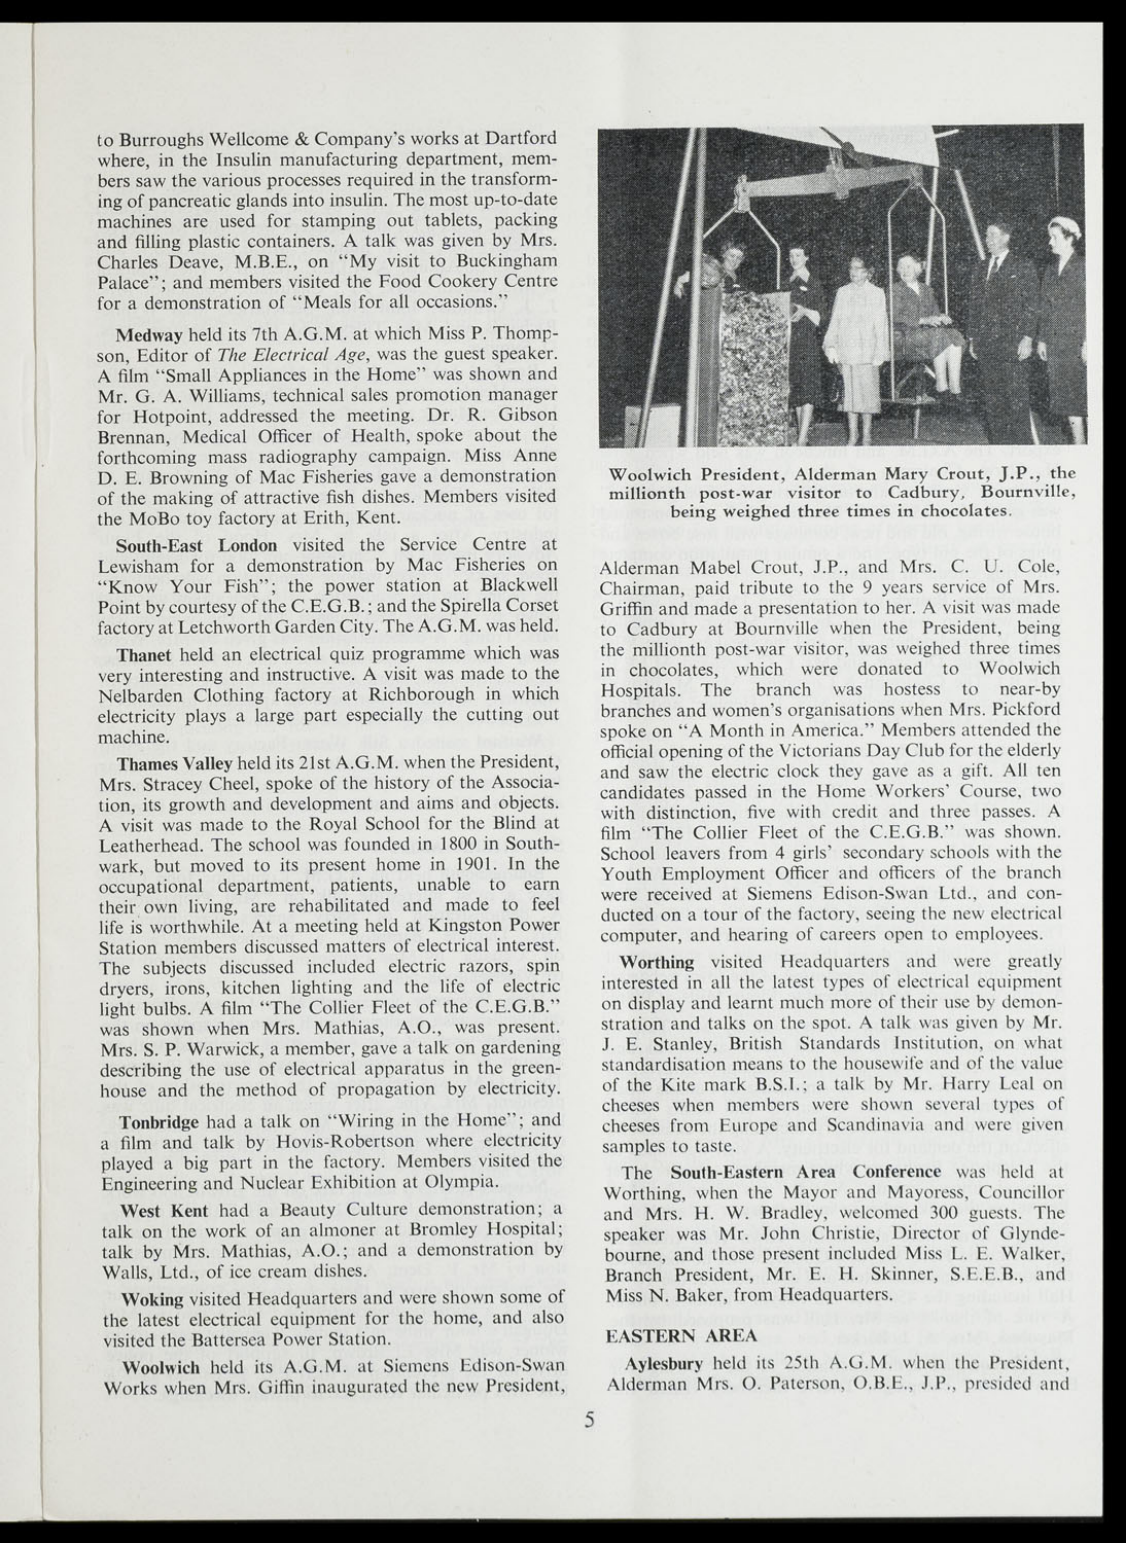 to Burroughs Wellcome & Company's works at Dartford
where, in the Insulin manufacturing department, mem-
bers saw the various processes required in the transform-
ing of pancreatic glands into insulin. The most up-to-date
machines are used for stamping out tablets, packing
and filling plastic containers. A talk was given by Mrs.
Charles Deave, M.B.E., on "My visit to Buckingham
Palace"; and members visited the Food Cookery Centre
for a demonstration of "Meals for all occasions."
Medway held its 7th A.G.M. at which Miss P. Thomp-
son, Editor of The Electrical Age, was the guest speaker.
A film "Small Appliances in the Home" was shown and
Mr. G. A. Williams, technical sales promotion manager
for Hotpoint, addressed the meeting. Dr. R. Gibson
Brennan, Medical Officer of Health, spoke about the
forthcoming mass radiography campaign. Miss Anne
D. E. Browning of Mac Fisheries gave a demonstration
of the making of attractive fish dishes. Members visited
the MoBo toy factory at Erith, Kent.
South-East London visited the Service Centre at
Lewisham for a demonstration by Mac Fisheries on
"Know Your Fish"; the power station at Blackwell
Point by courtesy of the C.E.G.B.; and the Spirella Corset
factory at Letchworth Garden City. The A.G.M. was held.
Thanet held an electrical quiz programme which was
very interesting and instructive. A visit was made to the
Nelbarden Clothing factory at Richborough in which
electricity plays a large part especially the cutting out
machine.
Thames Valley held its 21st A.G.M. when the President,
Mrs. Stracey Cheel, spoke of the history of the Associa-
tion, its growth and development and aims and objects.
A visit was made to the Royal School for the Blind at
Leatherhead. The school was founded in 1800 in South-
wark, but moved to its present home in 1901. In the
occupational department, patients, unable to earn
their own living, are rehabilitated and made to feel
life is worthwhile. At a meeting held at Kingston Power
Station members discussed matters of electrical interest.
The subjects discussed included electric razors, spin
dryers, irons, kitchen lighting and the life of electric
light bulbs. A film "The Collier Fleet of the C.E.G.B."
was shown when Mrs. Mathias, A.O., was present.
Mrs. S. P. Warwick, a member, gave a talk on gardening
describing the use of electrical apparatus in the green-
house and the method of propagation by electricity.
Tonbridge had a talk on "Wiring in the Home"; and
a film and talk by Hovis-Robertson where electricity
played a big part in the factory. Members visited the
Engineering and Nuclear Exhibition at Olympia.
West Kent had a Beauty Culture demonstration; a
talk on the work of an almoner at Bromley Hospital;
talk by Mrs. Mathias, A.O.; and a demonstration by
Walls, Ltd., of ice cream dishes.
Woking visited Headquarters and were shown some of
the latest electrical equipment for the home, and also
visited the Battersea Power Station.
Woolwich held its A.G.M. at Siemens Edison-Swan
Works when Mrs. Giffin inaugurated the new President,
Woolwich President, Alderman Mary Crout, J.P., the
millionth post-war visitor to Cadbury, Bournville,
being weighed three times in chocolates.
Alderman Mabel Crout, J.P., and Mrs. C. U. Cole,
Chairman, paid tribute to the 9 years service of Mrs.
Griffin and made a presentation to her. A visit was made
to Cadbury at Bournville when the President, being
the millionth post-war visitor, was weighed three times
in chocolates, which were donated to Woolwich
Hospitals. The branch was hostess to near-by
branches and women's organisations when Mrs. Pickford
spoke on "A Month in America." Members attended the
official opening of the Victorians Day Club for the elderly
and saw the electric clock they gave as a gift. All ten
candidates passed in the Home Workers' Course, two
with distinction, five with credit and three passes. A
film "The Collier Fleet of the C.E.G.B." was shown.
School leavers from 4 girls' secondary schools with the
Youth Employment Officer and officers of the branch
were received at Siemens Edison-Swan Ltd., and con-
ducted on a tour of the factory, seeing the new electrical
computer, and hearing of careers open to employees.
Worthing visited Headquarters and were greatly
interested in all the latest types of electrical equipment
on display and learnt much more of their use by demon-
stration and talks on the spot. A talk was given by Mr.
J. E. Stanley, British Standards Institution, on what
standardisation means to the housewife and of the value
of the Kite mark B.S.I.; a talk by Mr. Harry Leal on
cheeses when members were shown several types of
cheeses from Europe and Scandinavia and were given
samples to taste.
The South-Eastern Area Conference was held at
Worthing, when the Mayor and Mayoress, Councillor
and Mrs. H. W. Bradley, welcomed 300 guests. The
speaker was Mr. John Christie, Director of Glynde-
bourne, and those present included Miss L. E. Walker,
Branch President, Mr. E. H. Skinner, S.E.E.B., and
Miss N. Baker, from Headquarters.
EASTERN AREA
Aylesbury held its 25th A.G.M. when the President,
Alderman Mrs. O. Paterson, O.B.E., J.P., presided and
5